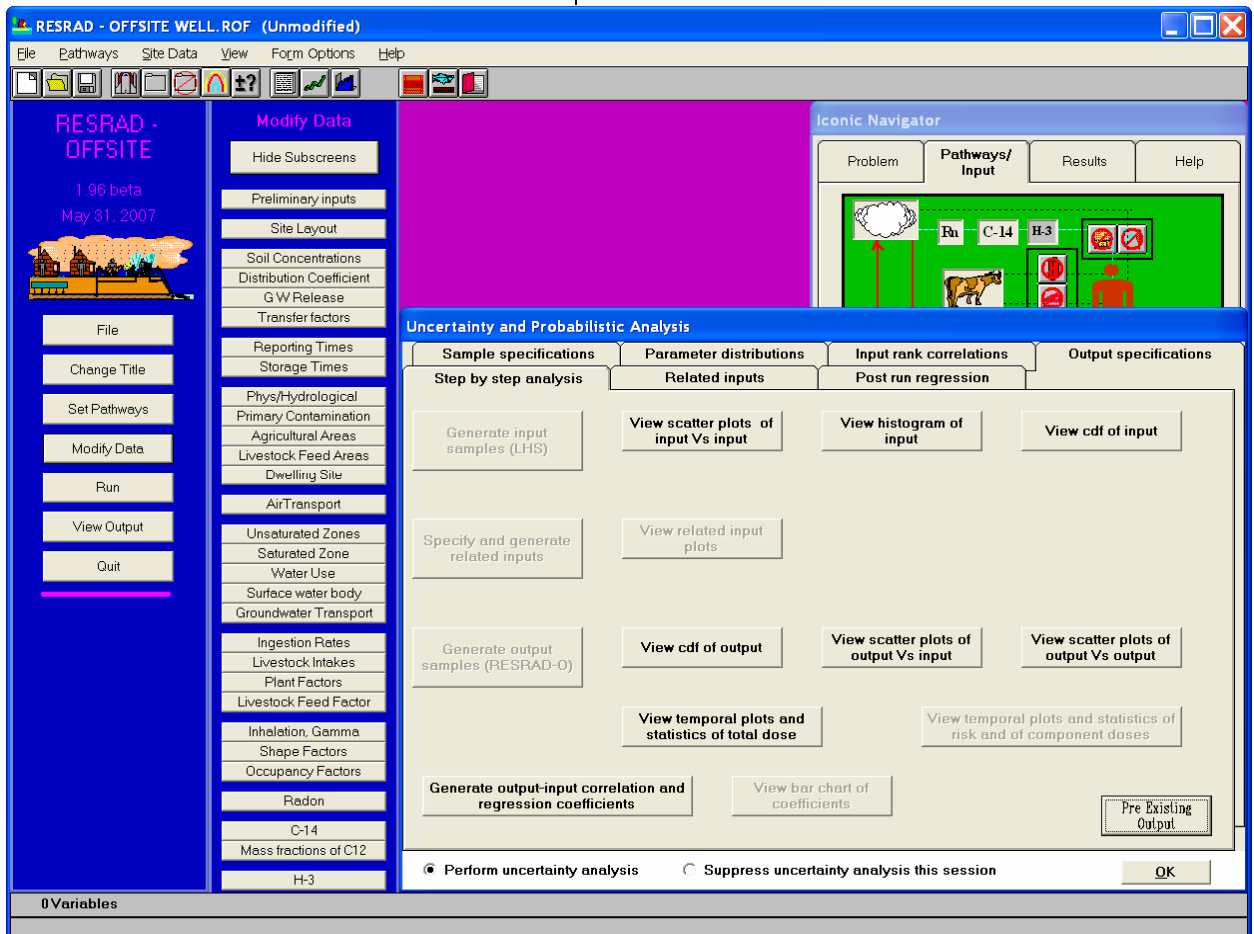 RESRAD - OFFSITE WELL.ROF (Unmodified)
File Pathways Site Data View Form Options Help
±?
RESRAD -
OFFSITE
1.96 beta
May 31, 2007
File
Change Title
Set Pathways
Modify Data
Run
View Output
Quit
Modify Data
Hide Subscreens
Preliminary inputs
Site Layout
Soil Concentrations
Distribution Coefficient
G W Release
Transfer factors
Reporting Times
Storage Times
Phys/Hydrological
Primary Contamination
Agricultural Areas
Livestock Feed Areas
Dwelling Site
AirTransport
Unsaturated Zones
Saturated Zone
Water Use
Surface water body
Groundwater Transport
Ingestion Rates
Livestock Intakes
Plant Factors
Livestock Feed Factor
Inhalation, Gamma
Shape Factors
Occupancy Factors
Radon
C-14
Mass fractions of C12
H-3
Iconic Navigator
Problem
Pathways/
Input
Results
Help
Rn C-14 H-3
Uncertainty and Probabilistic Analysis
Sample specifications
Parameter distributions
Input rank correlations
Output specifications
Step by step analysis
Related inputs
Post run regression
Generate input
samples (LHS)
View scatter plots of
input Vs input
View histogram of
input
View cdf of input
Specify and generate
related inputs
View related input
plots
Generate output
samples (RESRAD-O)
View cdf of output
View scatter plots of
output Vs input
View scatter plots of
output Vs output
View temporal plots and
statistics of total dose
View temporal plots and statistics of
risk and of component doses
Generate output-input correlation and
regression coefficients
View bar chart of
coefficients
Pre Existing
Output
Perform uncertainty analysis
Suppress uncertainty analysis this session
OK
0 Variables